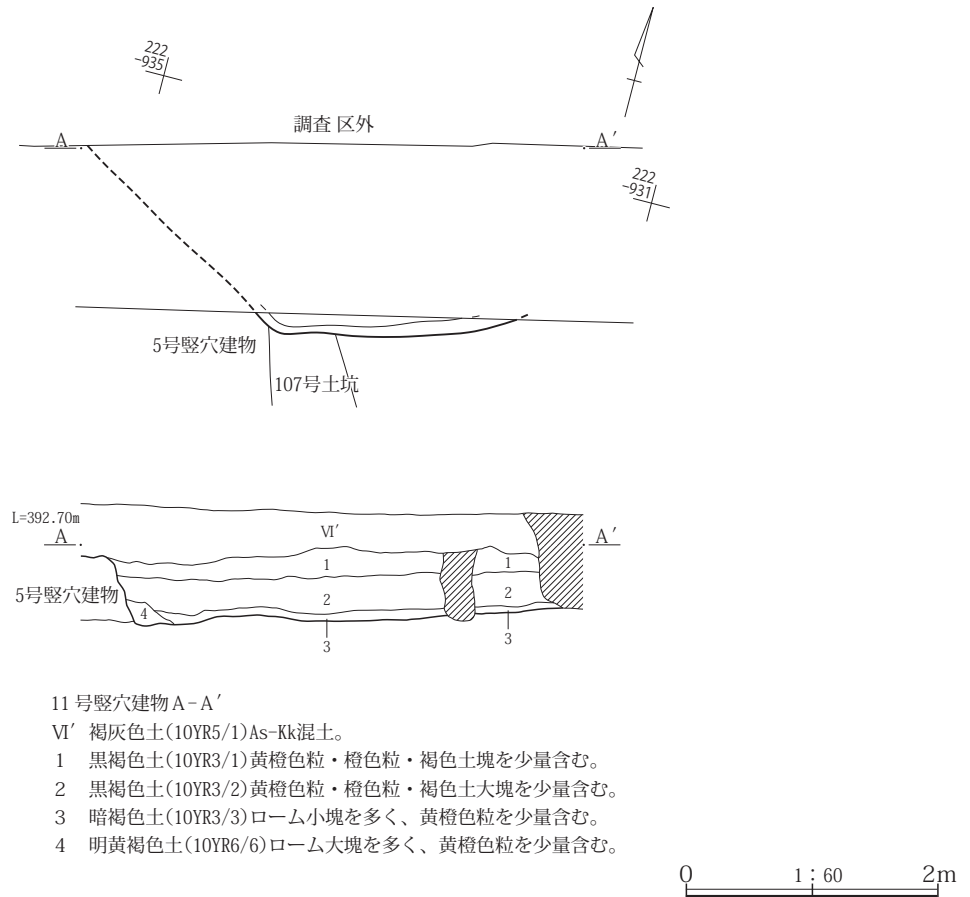 222
-935
調査区外
A
A′
222
-931
5号竪穴建物
107号土坑
L=392.70m
Ⅵ′
A
A′
1
1
5号竪穴建物
2
2
4
3
3
11号竪穴建物A-A′
Ⅵ′ 褐灰色土(10YR5/1)As-Kk混土。
1 黒褐色土(10YR3/1)黄橙色粒・橙色粒・褐色土塊を少量含む。
2 黒褐色土(10YR3/2)黄橙色粒・橙色粒・褐色土大塊を少量含む。
3 暗褐色土(10YR3/3)ローム小塊を多く、黄橙色粒を少量含む。
4 明黄褐色土(10YR6/6)ローム大塊を多く、黄橙色粒を少量含む。
0 1：60 2m